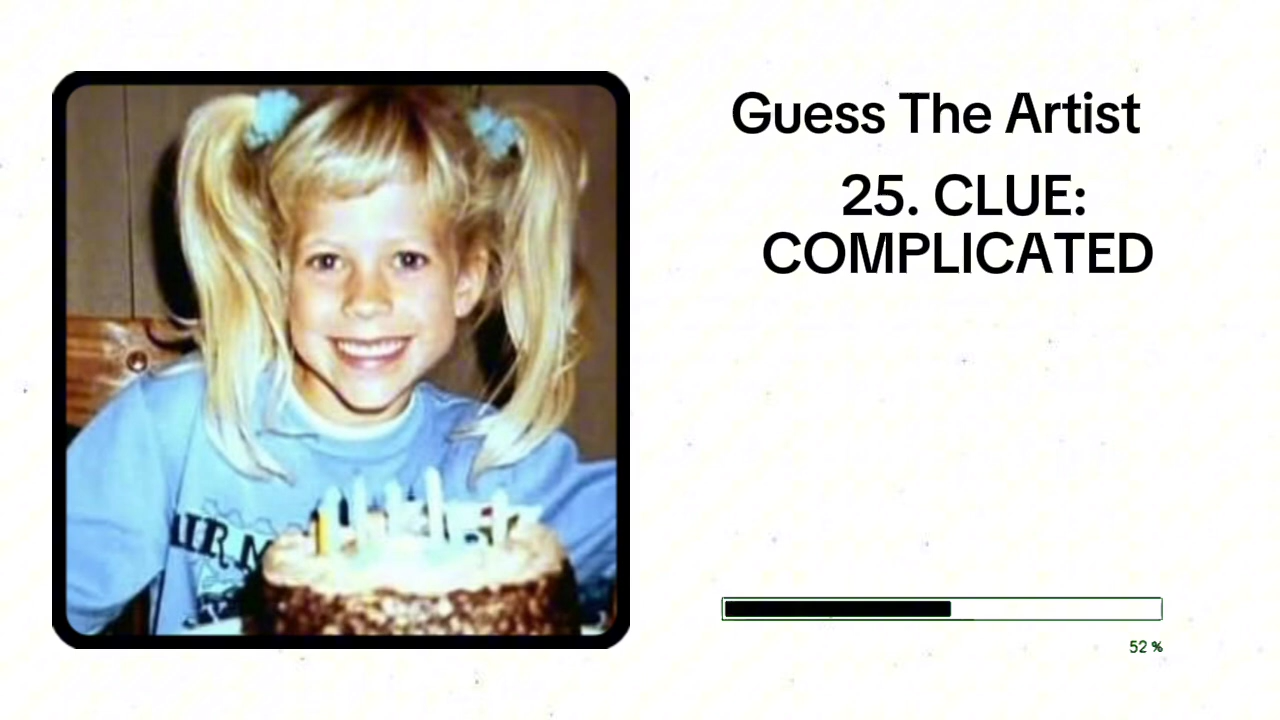 Guess The Artist
25. CLUE:
COMPLICATED
52 %